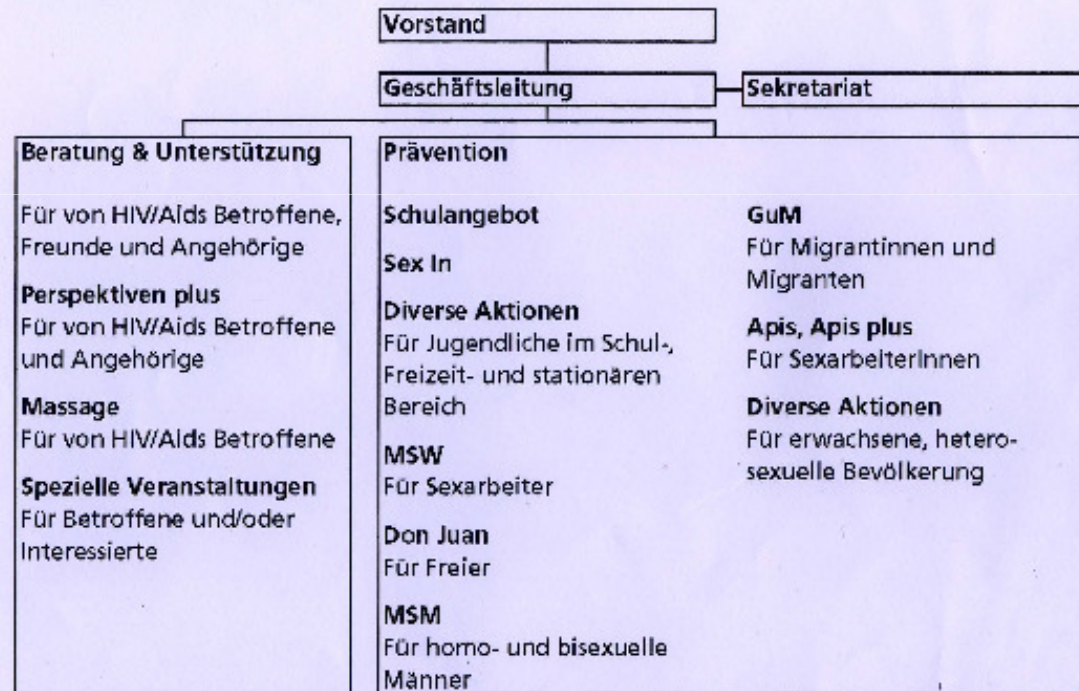 Vorstand
Geschäftsleitung
Sekretariat
Beratung & Unterstützung
Für von HIV/Aids Betroffene,
Freunde und Angehörige
Perspektiven plus
Für von HIV/Aids Betroffene
und Angehörige
Massage
Für von HIV/Aids Betroffene
Spezielle Veranstaltungen
Für Betroffene und/oder
Interessierte
Prävention
Schulangebot
Sex In
Diverse Aktionen
Für Jugendliche im Schul-,
Freizeit- und stationären
Bereich
MSW
Für Sexarbeiter
Don Juan
Für Freier
MSM
Für homo- und bisexuelle
Männer
GuM
Für Migrantinnen und
Migranten
Apis, Apis plus
Für SexarbeiterInnen
Diverse Aktionen
Für erwachsene, hetero-
sexuelle Bevölkerung